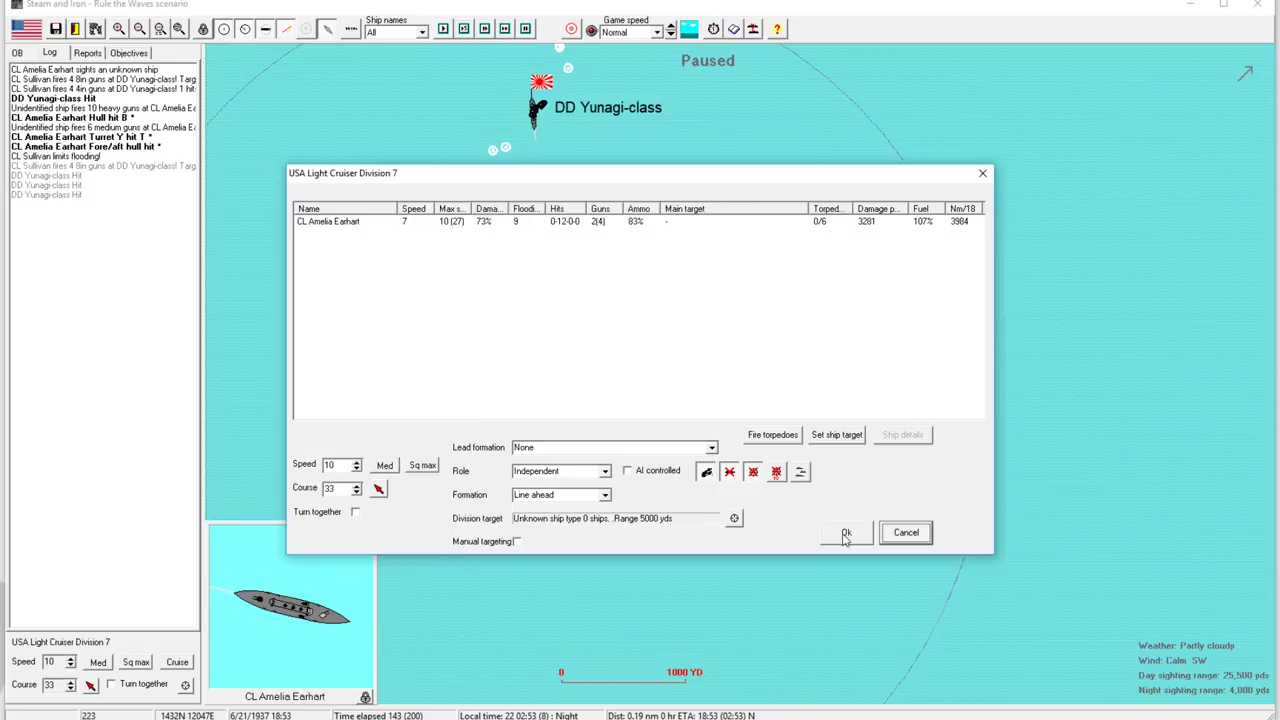 Steam and Iron - Rule the Waves scenario
Ship names
All
Game speed
Normal
OB Log Reports Objectives
CL Amelia Earhart sights an unknown ship
CL Sullivan fires 4 8in guns at DD Yunagi-class! Targ
CL Sullivan fires 4 4in guns at DD Yunagi-class! 1 hit
DD Yunagi-class Hit
Unidentified ship fires 10 heavy guns at CL Amelia E
CL Amelia Earhart Hull hit B *
Unidentified ship fires 6 medium guns at CL Amelia E
CL Amelia Earhart Turret Y hit T *
CL Amelia Earhart Fore/aft hull hit *
CL Sullivan limits flooding!
CL Sullivan fires 4 8in guns at DD Yunagi-class! Targ
DD Yunagi-class Hit
DD Yunagi-class Hit
DD Yunagi-class Hit
Paused
DD Yunagi-class
USA Light Cruiser Division 7
Name Speed Max s... Dama... Floodi... Hits Guns Ammo Main target Torped... Damage p... Fuel Nm/18
CL Amelia Earhart 7 10 (27) 73% 9 0-12-0-0 2(4) 83% - 0/6 3281 107% 3984
Fire torpedoes Set ship target Ship details
Lead formation None
Speed 10 Med Sq max
Role Independent AI controlled
Course 33
Formation Line ahead
Turn together
Division target Unknown ship type 0 ships. .Range 5000 yds
Manual targeting
Ok Cancel
USA Light Cruiser Division 7
Speed 10 Med Sq max Cruise
Course 33 Turn together
CL Amelia Earhart
0 1000 YD
Weather: Partly cloudy
Wind: Calm SW
Day sighting range: 25,500 yds
Night sighting range: 4,000 yds
223 1432N 12047E 6/21/1937 18:53 Time elapsed 143 (200) Local time: 22 02:53 (8) : Night Dist: 0.19 nm 0 hr ETA: 18:53 (02:53) N